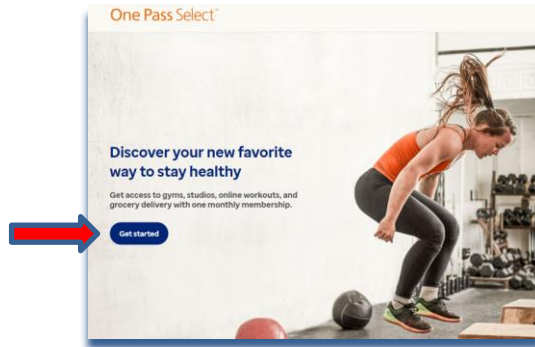 One Pass Select™
Discover your new favorite
way to stay healthy
Get access to gyms, studios, online workouts, and
grocery delivery with one monthly membership.
Get started